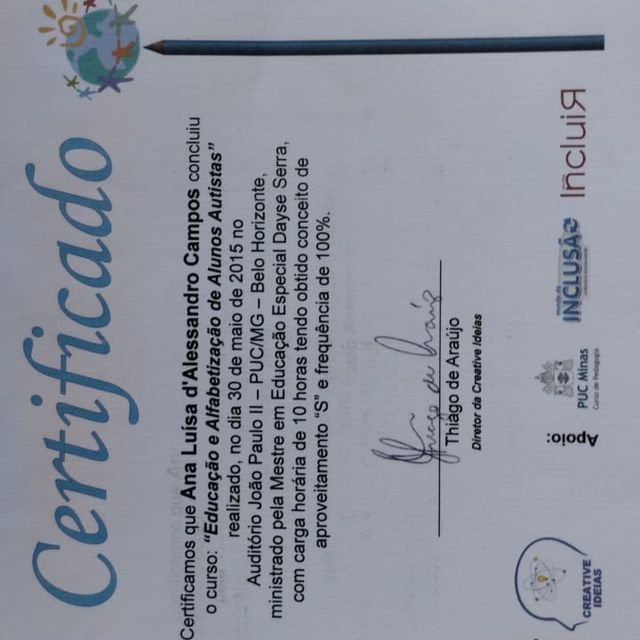 Certificado
Certificamos que Ana Luísa d'Alessandro Campos concluiu
o curso: "Educação e Alfabetização de Alunos Autistas"
realizado, no dia 30 de maio de 2015 no
Auditório João Paulo II – PUC/MG – Belo Horizonte,
ministrado pela Mestre em Educação Especial Dayse Serra,
com carga horária de 10 horas tendo obtido conceito de
aproveitamento "S" e frequência de 100%.
Thiago de Araújo
Diretor da Creative Ideias
CREATIVE
IDEIAS
Apoio:
PUC Minas
Curso de Pedagogia
INCLUSÃO
IncluiR